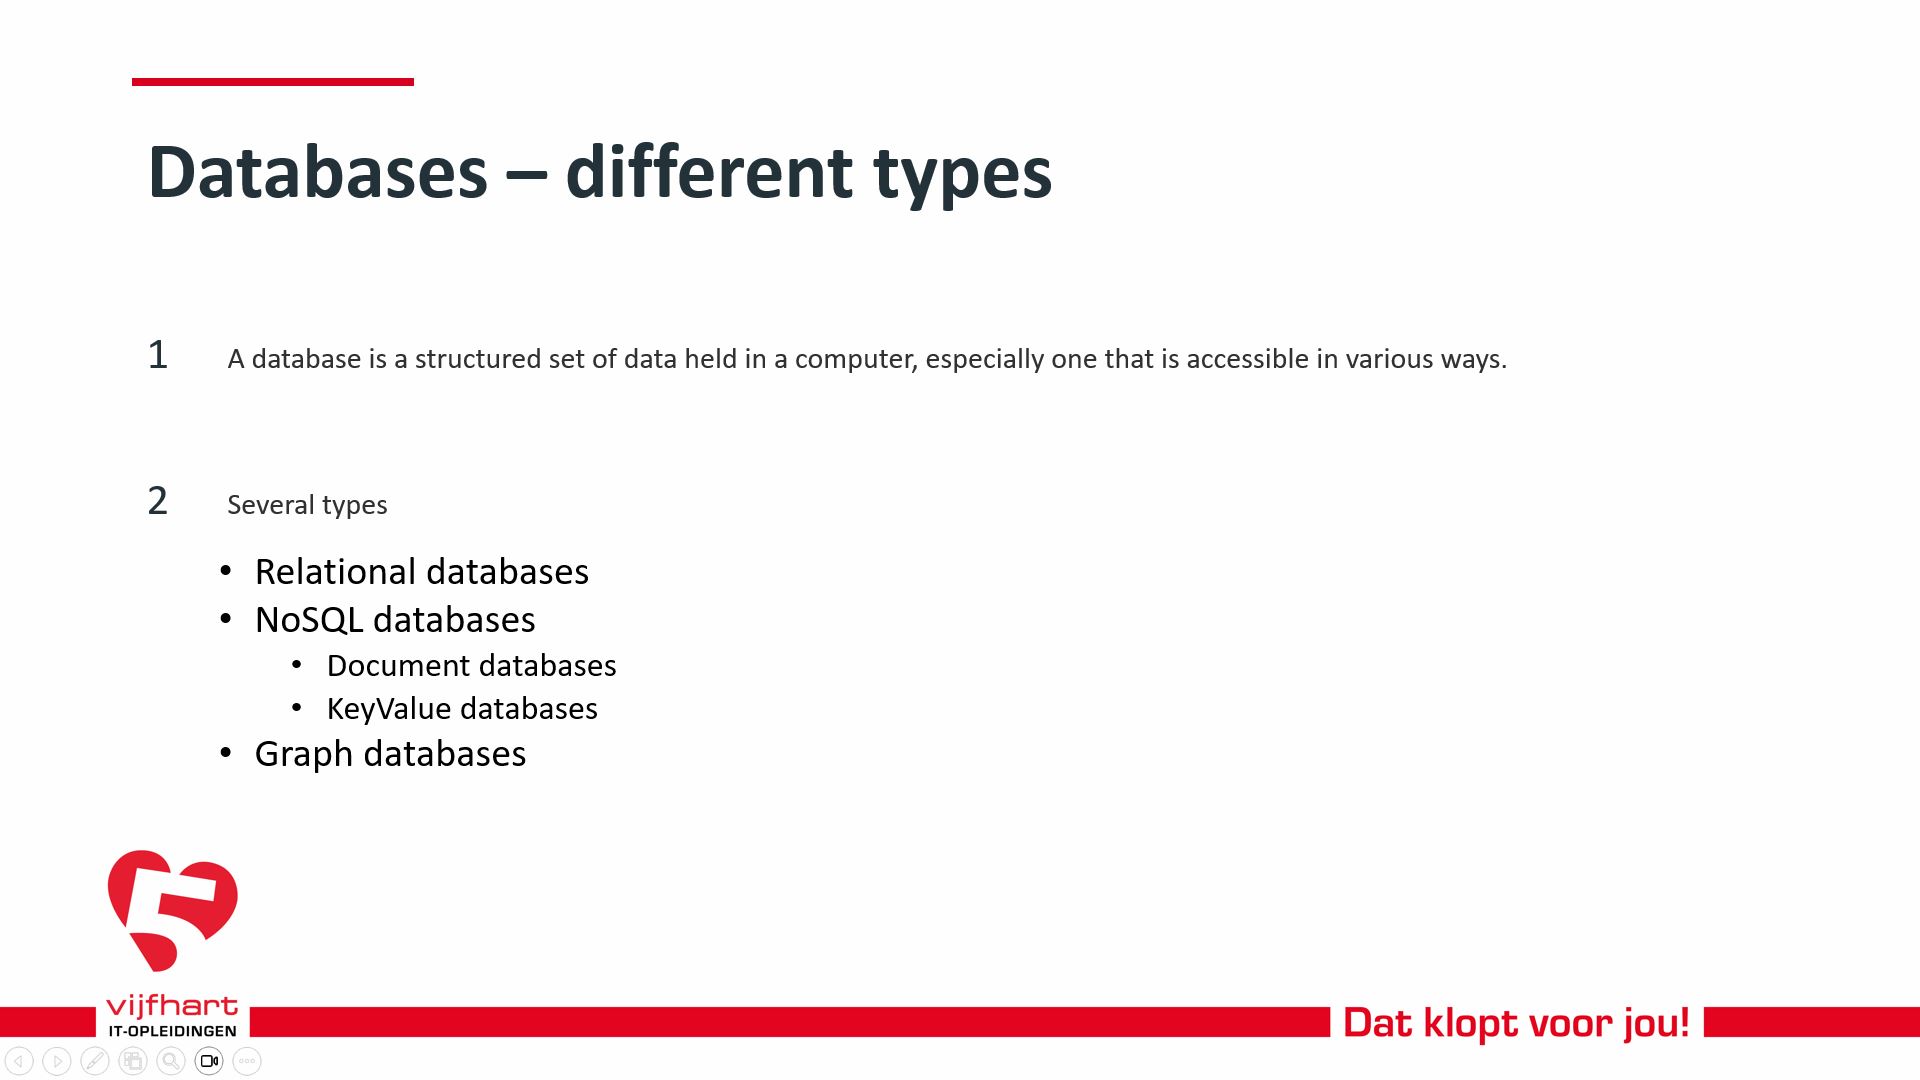 Databases – different types
1 A database is a structured set of data held in a computer, especially one that is accessible in various ways.
2 Several types
• Relational databases
• NoSQL databases
• Document databases
• KeyValue databases
• Graph databases
5
vijfhart
IT-OPLEIDINGEN
Dat klopt voor jou!